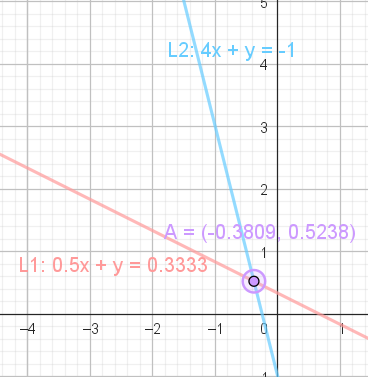 5
L2: 4x + y = -1
4
3
2
A = (-0.3809, 0.5238)
1
L1: 0.5x + y = 0.3333
-4 -3 -2 -1 0 1
-1